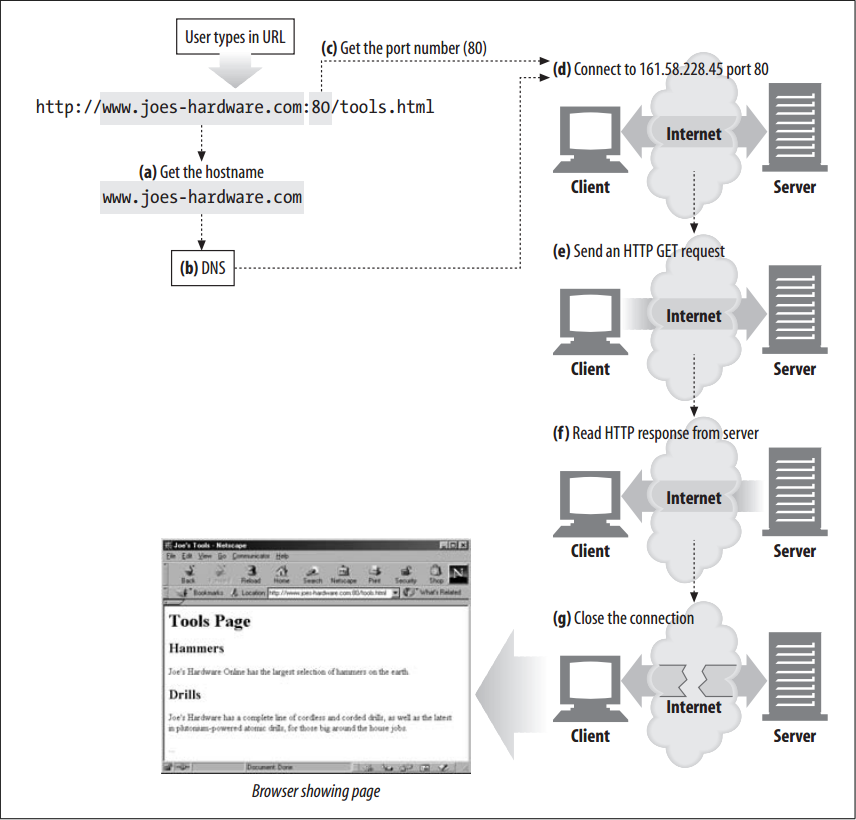 User types in URL
(c) Get the port number (80)
http://www.joes-hardware.com:80/tools.html
(a) Get the hostname
www.joes-hardware.com
(b) DNS
(d) Connect to 161.58.228.45 port 80
Internet
Client
Server
(e) Send an HTTP GET request
Internet
Client
Server
(f) Read HTTP response from server
Internet
Client
Server
(g) Close the connection
Internet
Client
Server
Joe's Tools - Netscape
File Edit View Go Communicator Help
Back Reload Home Search Netscape Print Security Shop N
Bookmarks Location: http://www.joes-hardware.com:80/tools.html What's Related
Tools Page
Hammers
Joe's Hardware Online has the largest selection of hammers on the earth.
Drills
Joe's Hardware has a complete line of cordless and corded drills, as well as the latest
in plutonium-powered atomic drills, for those big around the house jobs.
...
Document: Done
Browser showing page